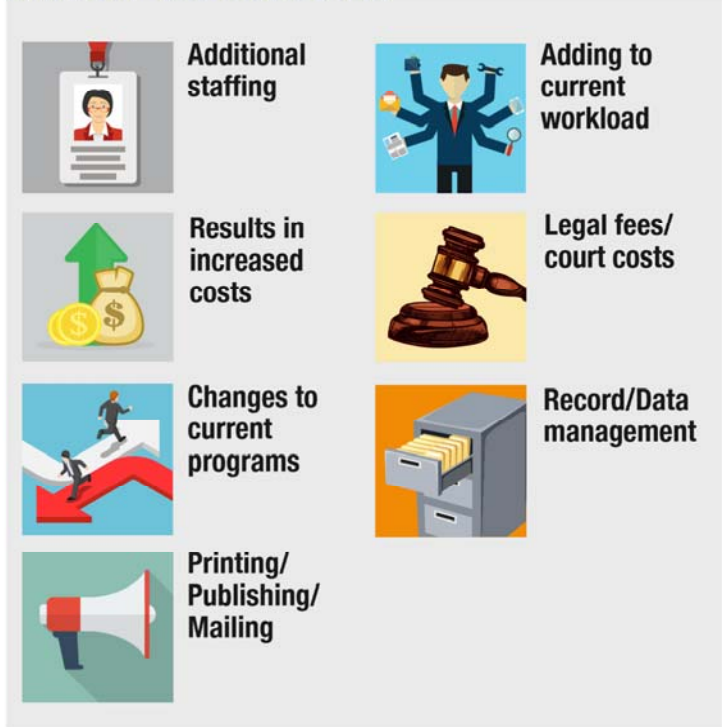 Additional
staffing
Adding to
current
workload
Results in
increased
costs
Legal fees/
court costs
Changes to
current
programs
Record/Data
management
Printing/
Publishing/
Mailing